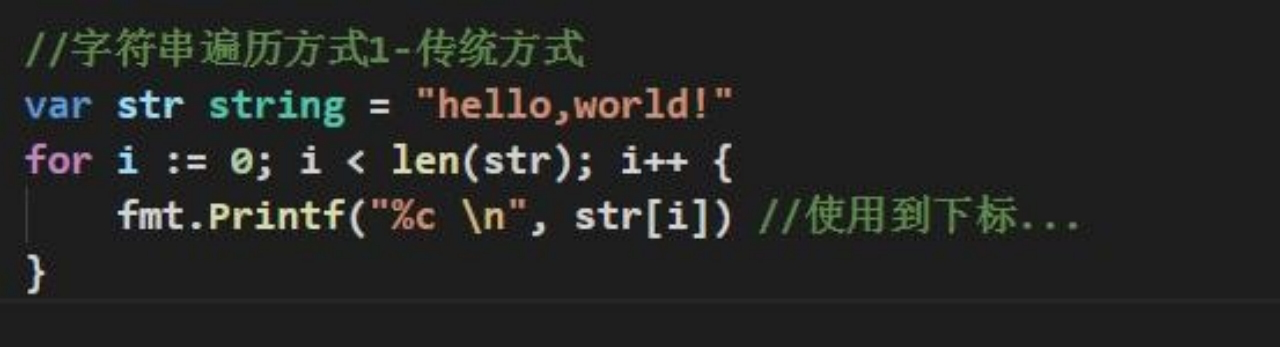 //字符串遍历方式1-传统方式
var str string = "hello,world!"
for i := 0; i < len(str); i++ {
    fmt.Printf("%c \n", str[i]) //使用到下标...
}